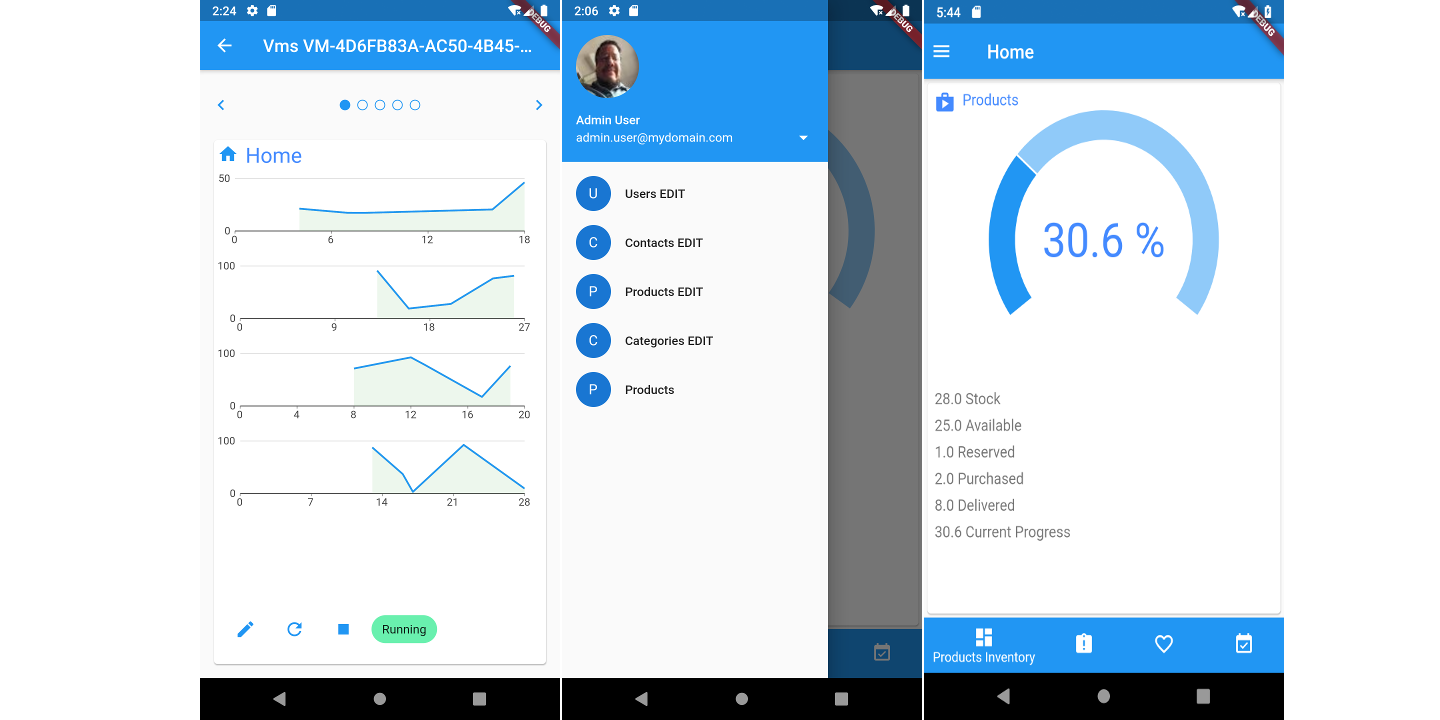 2:24
DEBUG
Vms VM-4D6FB83A-AC50-4B45-...
Home
50
0
0 6 12 18
100
0
0 9 18 27
100
0
0 4 8 12 16 20
100
0
0 7 14 21 28
Running
2:06
DEBUG
Admin User
admin.user@mydomain.com
U Users EDIT
C Contacts EDIT
P Products EDIT
C Categories EDIT
P Products
5:44
DEBUG
Home
Products
30.6 %
28.0 Stock
25.0 Available
1.0 Reserved
2.0 Purchased
8.0 Delivered
30.6 Current Progress
Products Inventory